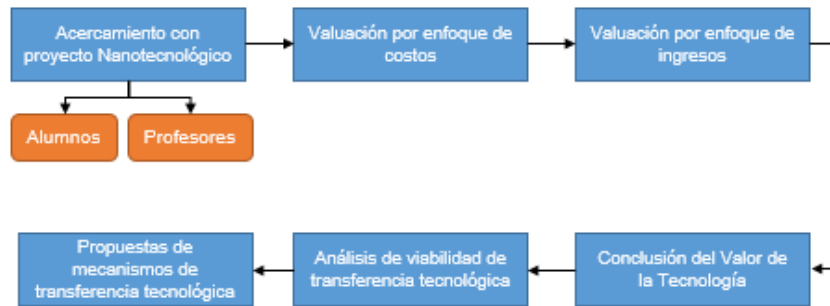 Acercamiento con
proyecto Nanotecnológico
Valuación por enfoque de
costos
Valuación por enfoque de
ingresos
Alumnos
Profesores
Propuestas de
mecanismos de
transferencia tecnológica
Análisis de viabilidad de
transferencia tecnológica
Conclusión del Valor de
la Tecnología